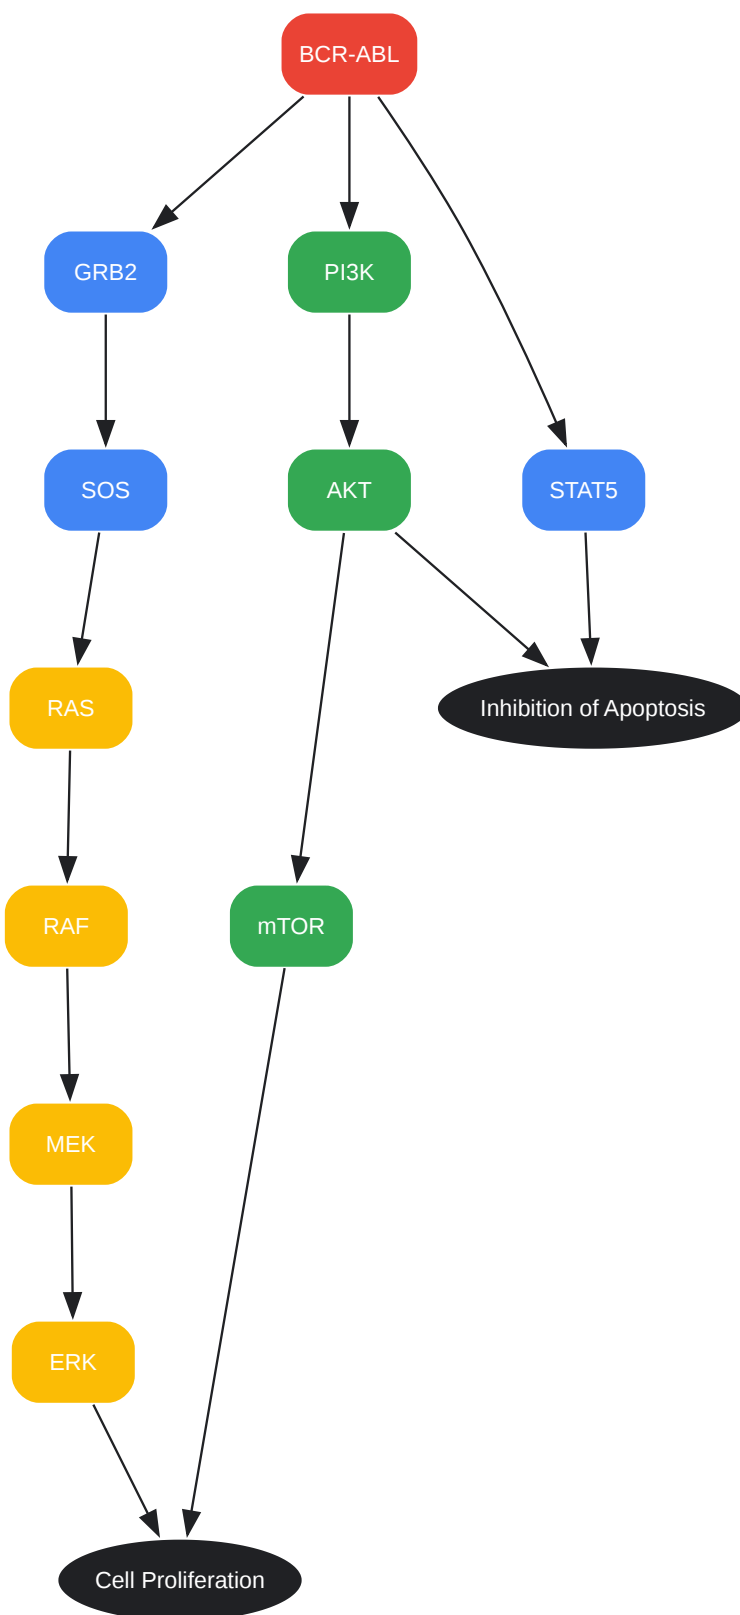 BCR-ABL
GRB2
PI3K
SOS
AKT
STAT5
RAS
Inhibition of Apoptosis
RAF
mTOR
MEK
ERK
Cell Proliferation